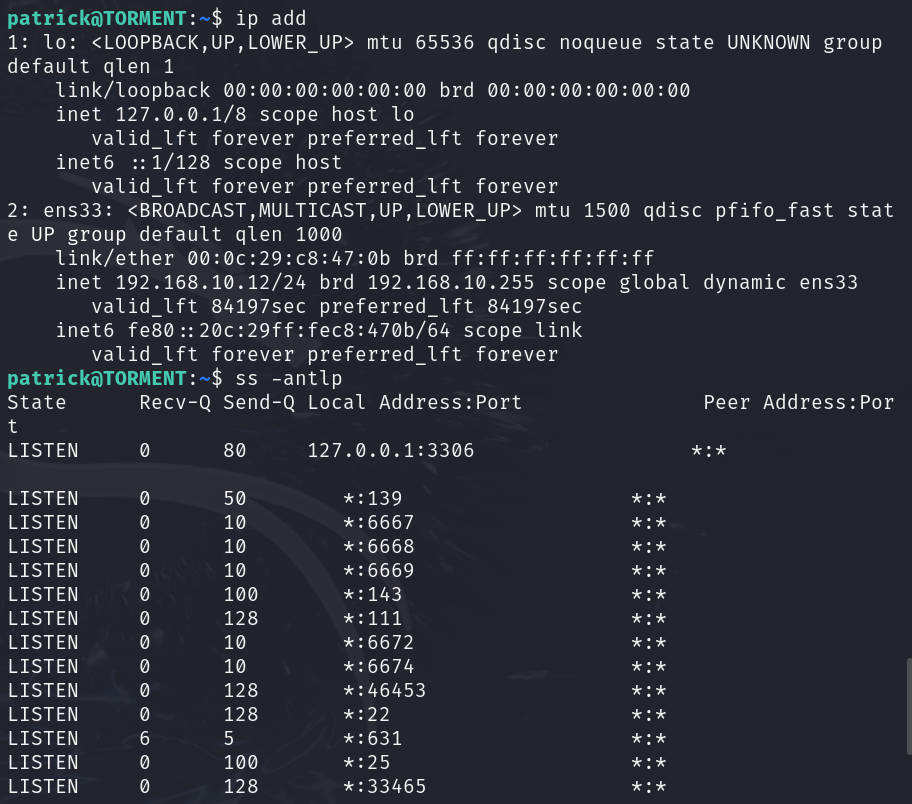 patrick@TORMENT:~$ ip add
1: lo: <LOOPBACK,UP,LOWER_UP> mtu 65536 qdisc noqueue state UNKNOWN group
default qlen 1
    link/loopback 00:00:00:00:00:00 brd 00:00:00:00:00:00
    inet 127.0.0.1/8 scope host lo
       valid_lft forever preferred_lft forever
    inet6 ::1/128 scope host
       valid_lft forever preferred_lft forever
2: ens33: <BROADCAST,MULTICAST,UP,LOWER_UP> mtu 1500 qdisc pfifo_fast stat
e UP group default qlen 1000
    link/ether 00:0c:29:c8:47:0b brd ff:ff:ff:ff:ff:ff
    inet 192.168.10.12/24 brd 192.168.10.255 scope global dynamic ens33
       valid_lft 84197sec preferred_lft 84197sec
    inet6 fe80::20c:29ff:fec8:470b/64 scope link
       valid_lft forever preferred_lft forever
patrick@TORMENT:~$ ss -antlp
State      Recv-Q Send-Q Local Address:Port               Peer Address:Por
t
LISTEN     0      80     127.0.0.1:3306                  *:*
LISTEN     0      50        *:139                   *:*
LISTEN     0      10        *:6667                  *:*
LISTEN     0      10        *:6668                  *:*
LISTEN     0      10        *:6669                  *:*
LISTEN     0      100       *:143                   *:*
LISTEN     0      128       *:111                   *:*
LISTEN     0      10        *:6672                  *:*
LISTEN     0      10        *:6674                  *:*
LISTEN     0      128       *:46453                 *:*
LISTEN     0      128       *:22                    *:*
LISTEN     6      5         *:631                   *:*
LISTEN     0      100       *:25                    *:*
LISTEN     0      128       *:33465                 *:*